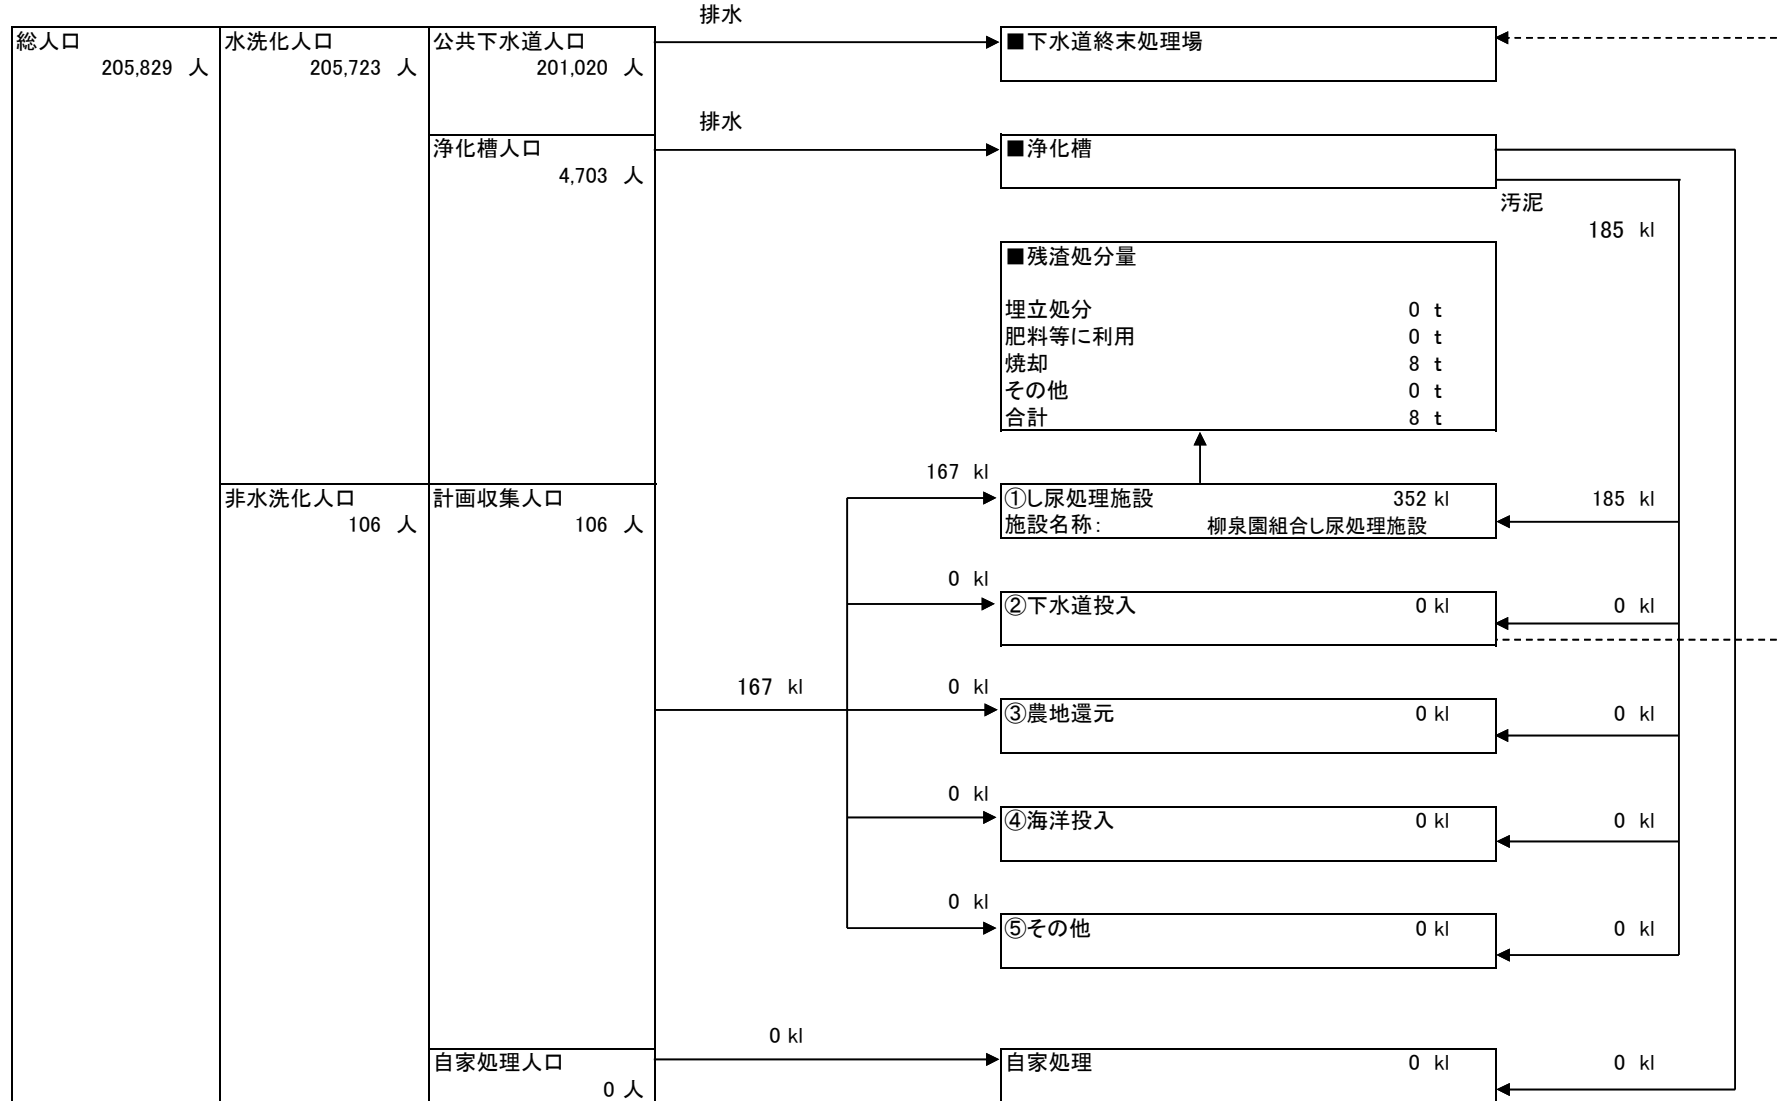 排水
総人口 水洗化人口 公共下水道人口 ■下水道終末処理場
205,829 人 205,723 人 201,020 人
排水
浄化槽人口 ■浄化槽
4,703 人
汚泥
185 kl
■残渣処分量
埋立処分 0 t
肥料等に利用 0 t
焼却 8 t
その他 0 t
合計 8 t
167 kl
非水洗化人口 計画収集人口 ①し尿処理施設 352 kl 185 kl
106 人 106 人 施設名称： 柳泉園組合し尿処理施設
0 kl
②下水道投入 0 kl 0 kl
167 kl 0 kl
③農地還元 0 kl 0 kl
0 kl
④海洋投入 0 kl 0 kl
0 kl
⑤その他 0 kl 0 kl
0 kl
自家処理人口 自家処理 0 kl 0 kl
0 人